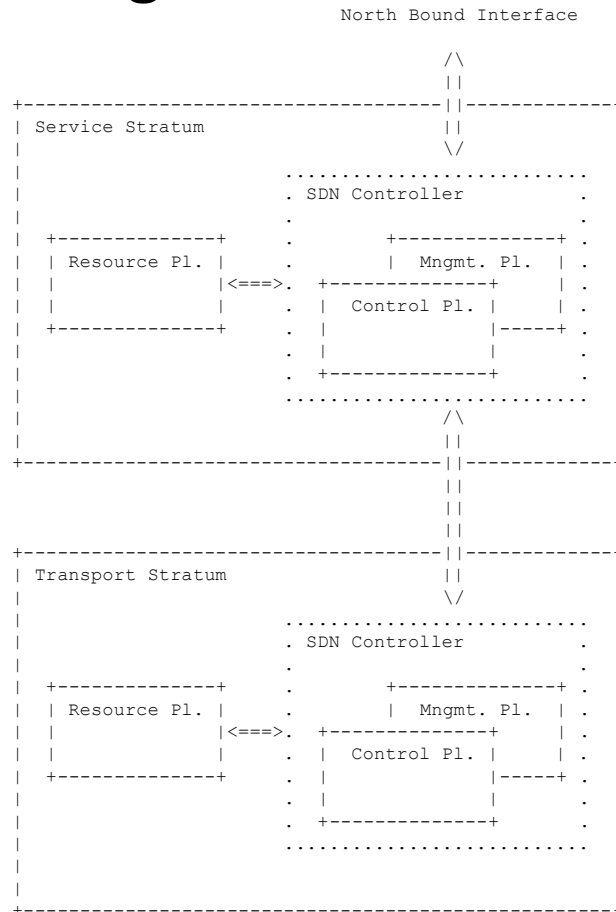 North Bound Interface
Service Stratum
SDN Controller
Resource Pl.
Mngmt. Pl.
Control Pl.
Transport Stratum
SDN Controller
Resource Pl.
Mngmt. Pl.
Control Pl.